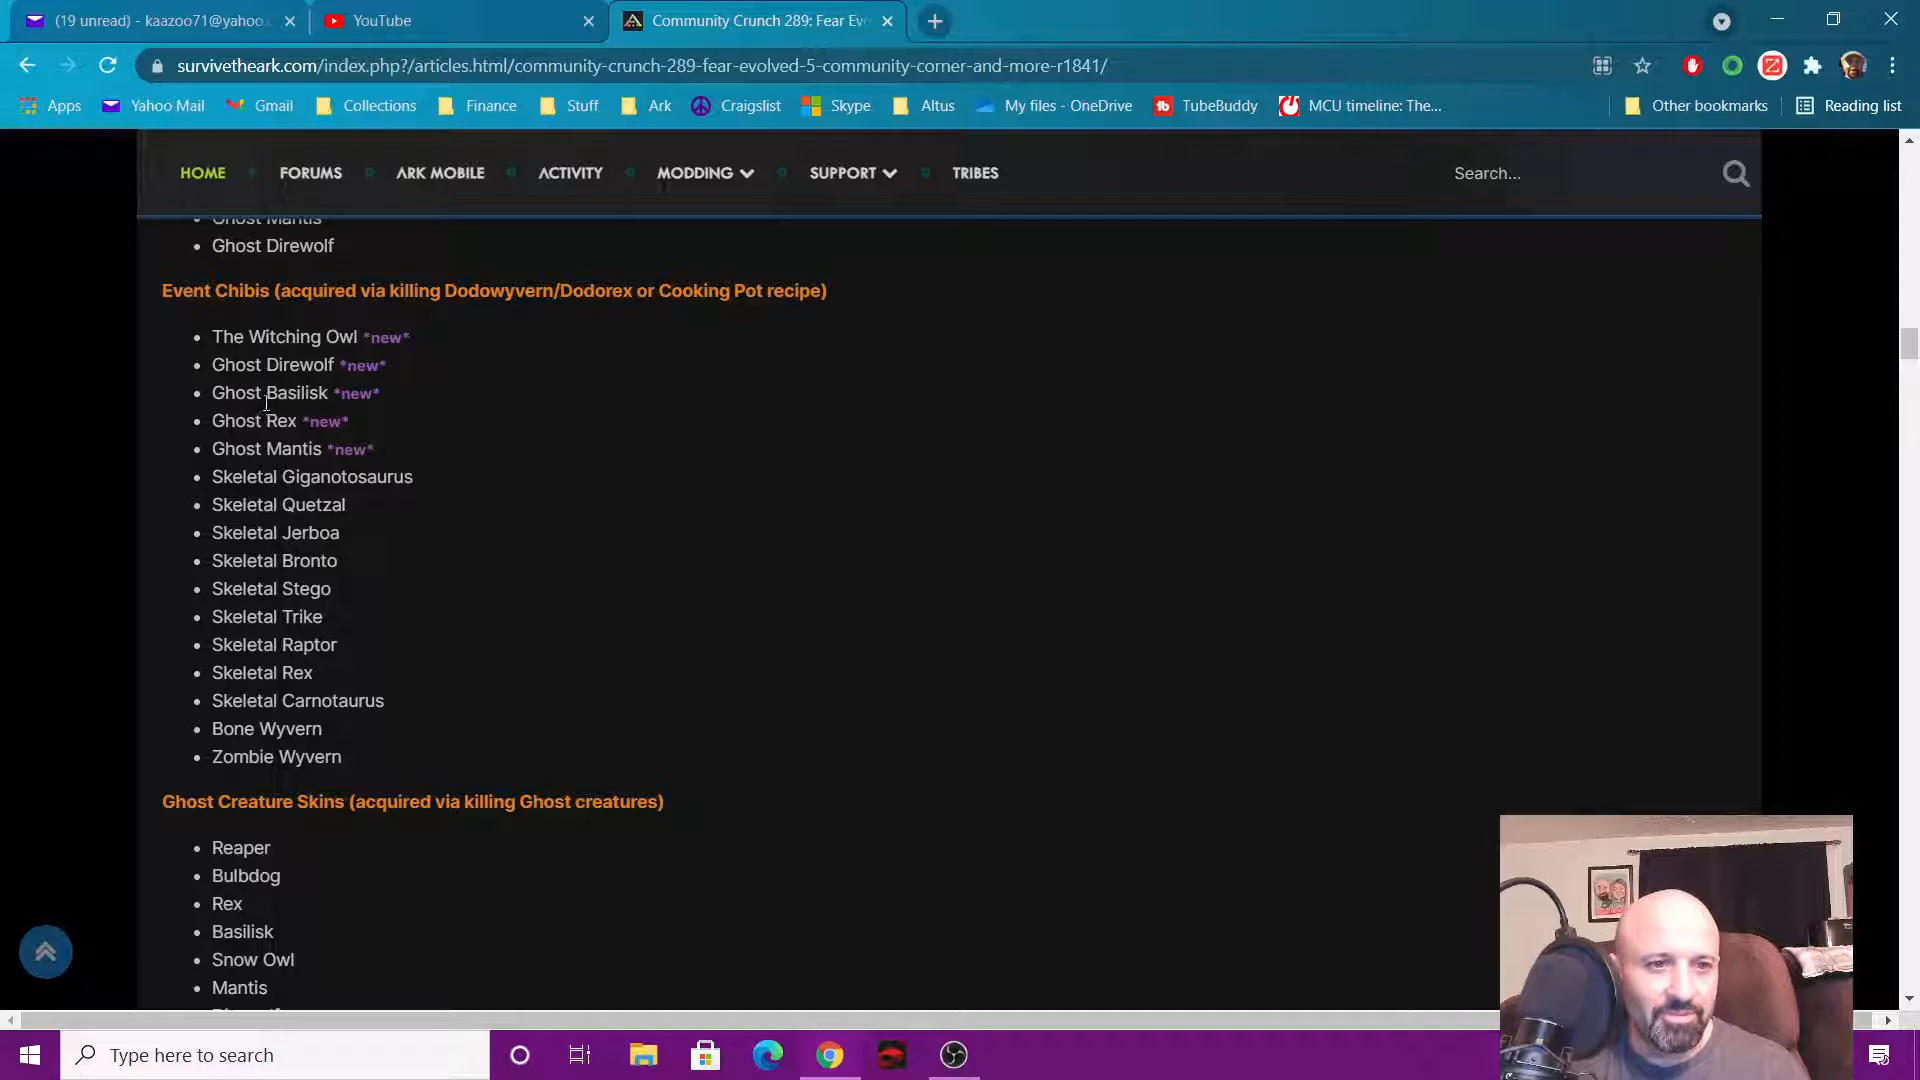 (19 unread) - kaazoo71@yahoo.
YouTube
Community Crunch 289: Fear Ev
survivetheark.com/index.php?/articles.html/community-crunch-289-fear-evolved-5-community-corner-and-more-r1841/
Apps
Yahoo Mail
Gmail
Collections
Finance
Stuff
Ark
Craigslist
Skype
Altus
My files - OneDrive
TubeBuddy
MCU timeline: The...
Other bookmarks
Reading list
HOME
FORUMS
ARK MOBILE
ACTIVITY
MODDING
SUPPORT
TRIBES
Search...
Ghost Mantis
Ghost Direwolf
Event Chibis (acquired via killing Dodowyvern/Dodorex or Cooking Pot recipe)
The Witching Owl *new*
Ghost Direwolf *new*
Ghost Basilisk *new*
Ghost Rex *new*
Ghost Mantis *new*
Skeletal Giganotosaurus
Skeletal Quetzal
Skeletal Jerboa
Skeletal Bronto
Skeletal Stego
Skeletal Trike
Skeletal Raptor
Skeletal Rex
Skeletal Carnotaurus
Bone Wyvern
Zombie Wyvern
Ghost Creature Skins (acquired via killing Ghost creatures)
Reaper
Bulbdog
Rex
Basilisk
Snow Owl
Mantis
Type here to search